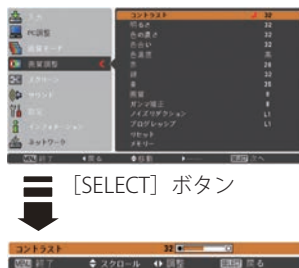 入力
PC調整
画質モード
画質調整
スクリーン
サウンド
設定
インフォメーション
ネットワーク
コントラスト 32
明るさ 32
色の濃さ 32
色合い 32
色温度 高
赤 28
緑 32
青 36
画質 8
ガンマ補正 8
ノイズリダクション L1
プログレッシブ L1
リセット
メモリー
MENU 終了 戻る 移動 SELECT 次へ
[SELECT] ボタン
コントラスト 32
MENU 終了 スクロール 調整 SELECT 戻る